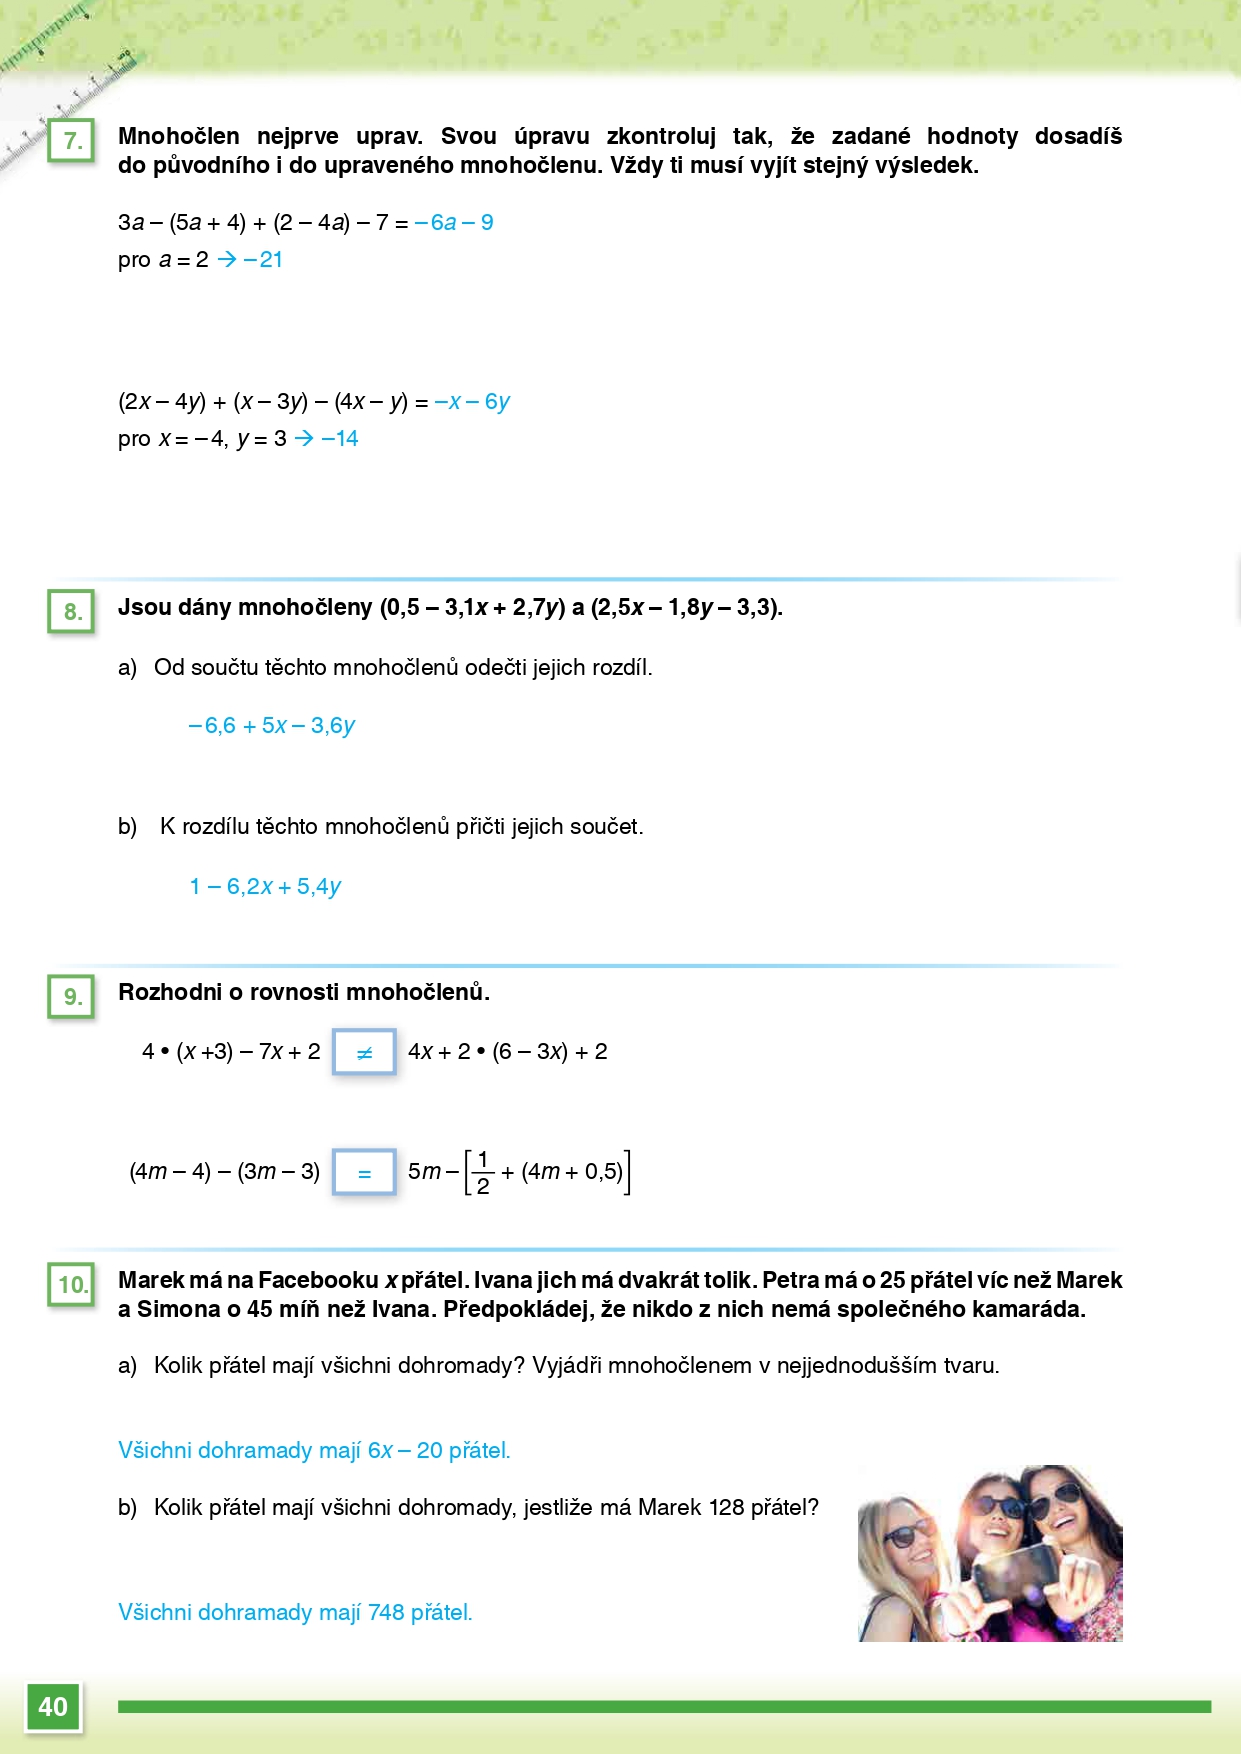 7. Mnohočlen nejprve uprav. Svou úpravu zkontroluj tak, že zadané hodnoty dosadíš
do původního i do upraveného mnohočlenu. Vždy ti musí vyjít stejný výsledek.
3a – (5a + 4) + (2 – 4a) – 7 = –6a – 9
pro a = 2 → –21
(2x – 4y) + (x – 3y) – (4x – y) = –x – 6y
pro x = –4, y = 3 → –14
8. Jsou dány mnohočleny (0,5 – 3,1x + 2,7y) a (2,5x – 1,8y – 3,3).
a) Od součtu těchto mnohočlenů odečti jejich rozdíl.
–6,6 + 5x – 3,6y
b) K rozdílu těchto mnohočlenů přičti jejich součet.
1 – 6,2x + 5,4y
9. Rozhodni o rovnosti mnohočlenů.
4 • (x +3) – 7x + 2 ≠ 4x + 2 • (6 – 3x) + 2
(4m – 4) – (3m – 3) = 5m – [1/2 + (4m + 0,5)]
10. Marek má na Facebooku x přátel. Ivana jich má dvakrát tolik. Petra má o 25 přátel víc než Marek
a Simona o 45 míň než Ivana. Předpokládej, že nikdo z nich nemá společného kamaráda.
a) Kolik přátel mají všichni dohromady? Vyjádři mnohočlenem v nejjednodušším tvaru.
Všichni dohramady mají 6x – 20 přátel.
b) Kolik přátel mají všichni dohromady, jestliže má Marek 128 přátel?
Všichni dohramady mají 748 přátel.
40